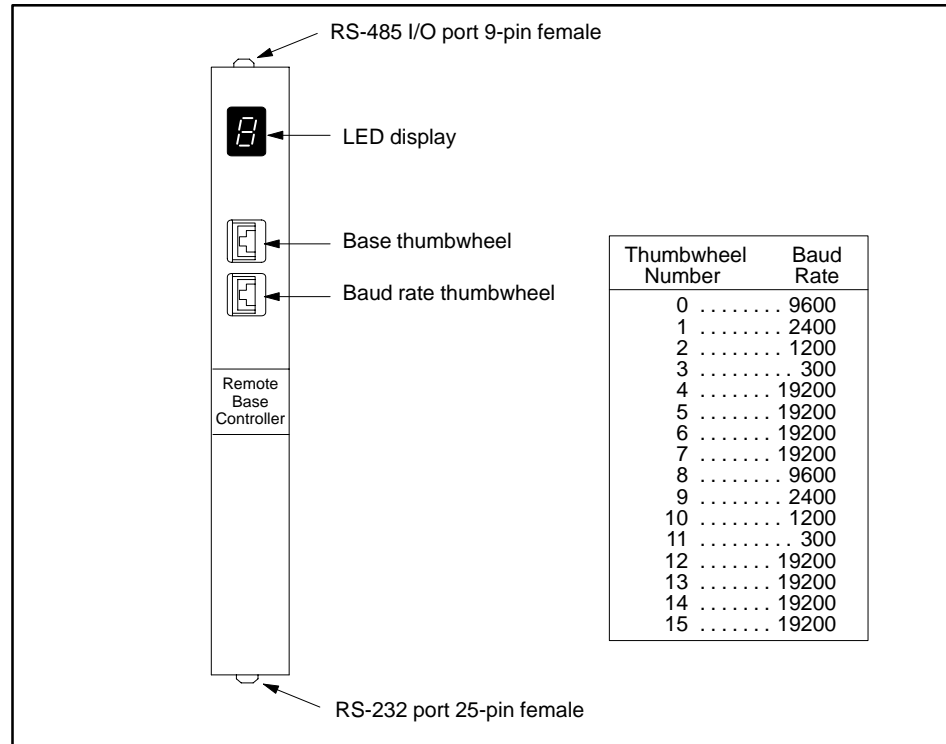 RS-485 I/O port 9-pin female
8
LED display
Base thumbwheel
Baud rate thumbwheel
Remote
Base
Controller
RS-232 port 25-pin female
Thumbwheel Baud
Number Rate
0 . . . . . . . . 9600
1 . . . . . . . . 2400
2 . . . . . . . . 1200
3 . . . . . . . . . 300
4 . . . . . . . 19200
5 . . . . . . . 19200
6 . . . . . . . 19200
7 . . . . . . . 19200
8 . . . . . . . . 9600
9 . . . . . . . . 2400
10 . . . . . . . . 1200
11 . . . . . . . . . 300
12 . . . . . . . 19200
13 . . . . . . . 19200
14 . . . . . . . 19200
15 . . . . . . . 19200